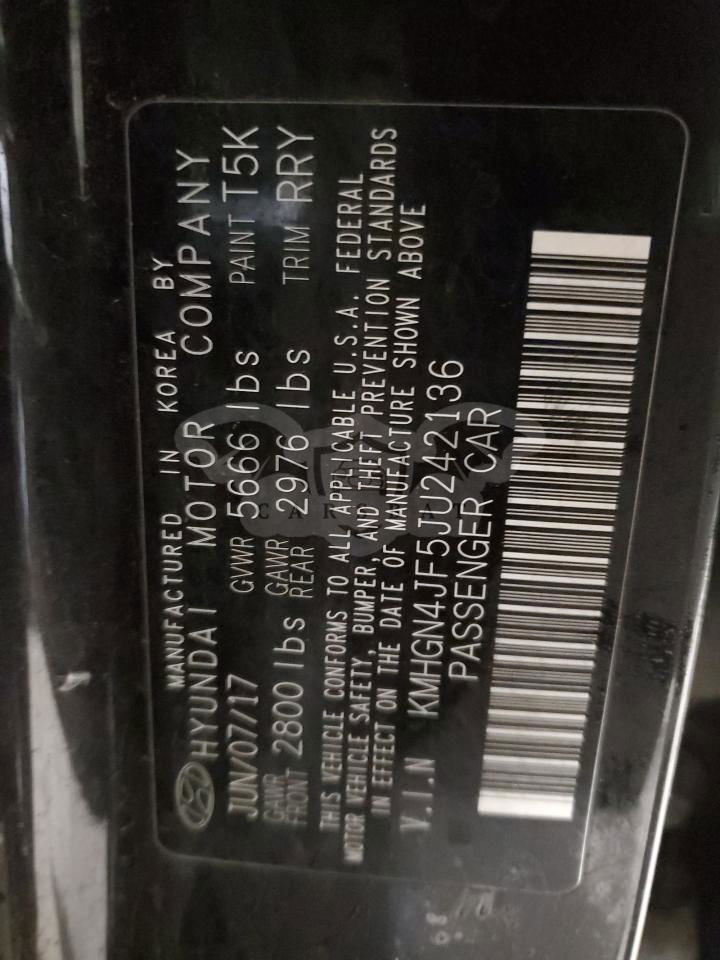 MANUFACTURED IN KOREA BY
HYUNDAI MOTOR COMPANY
JUN/07/17 GVWR 5666 lbs PAINT T5K
GAWR FRONT 2800 lbs GAWR REAR 2976 lbs TRIM RRY
THIS VEHICLE CONFORMS TO ALL APPLICABLE U.S.A. FEDERAL
MOTOR VEHICLE SAFETY, BUMPER, AND THEFT PREVENTION STANDARDS
IN EFFECT ON THE DATE OF MANUFACTURE SHOWN ABOVE
V.I.N KMHGN4JF5JU242136
PASSENGER CAR